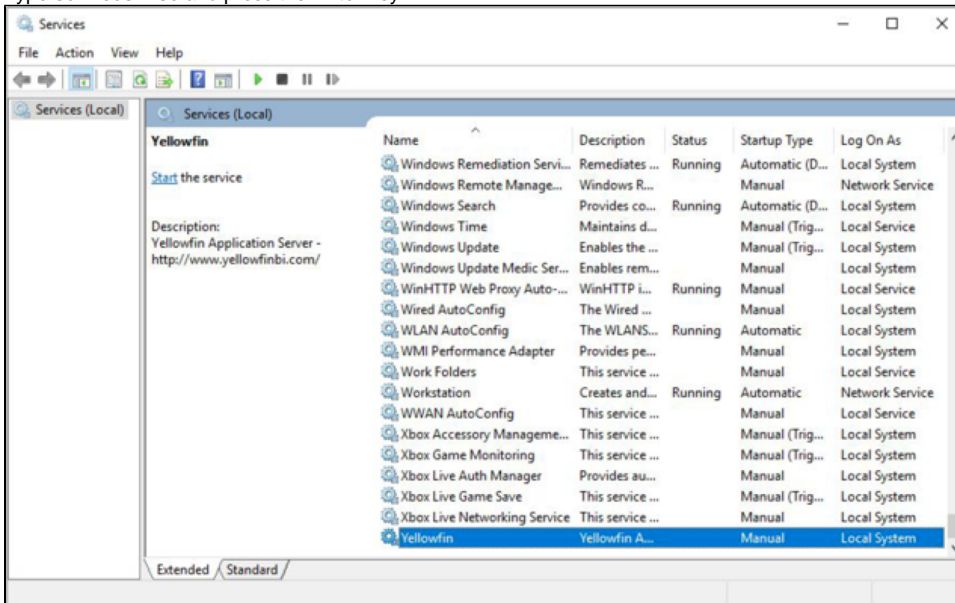 Services
File Action View Help
Services (Local)
Services (Local)
Yellowfin
Start the service
Description:
Yellowfin Application Server -
http://www.yellowfinbi.com/
Name Description Status Startup Type Log On As
Windows Remediation Servi... Remediates ... Running Automatic (D... Local System
Windows Remote Manage... Windows R... Manual Network Service
Windows Search Provides co... Running Automatic (D... Local System
Windows Time Maintains d... Manual (Trig... Local Service
Windows Update Enables the ... Manual (Trig... Local System
Windows Update Medic Ser... Enables rem... Manual Local System
WinHTTP Web Proxy Auto-... WinHTTP i... Running Manual Local Service
Wired AutoConfig The Wired ... Manual Local System
WLAN AutoConfig The WLANS... Running Automatic Local System
WMI Performance Adapter Provides pe... Manual Local System
Work Folders This service ... Manual Local Service
Workstation Creates and... Running Automatic Network Service
WWAN AutoConfig This service ... Manual Local Service
Xbox Accessory Manageme... This service ... Manual (Trig... Local System
Xbox Game Monitoring This service ... Manual (Trig... Local System
Xbox Live Auth Manager Provides au... Manual Local System
Xbox Live Game Save This service ... Manual (Trig... Local System
Xbox Live Networking Service This service ... Manual Local System
Yellowfin Yellowfin A... Manual Local System
Extended Standard